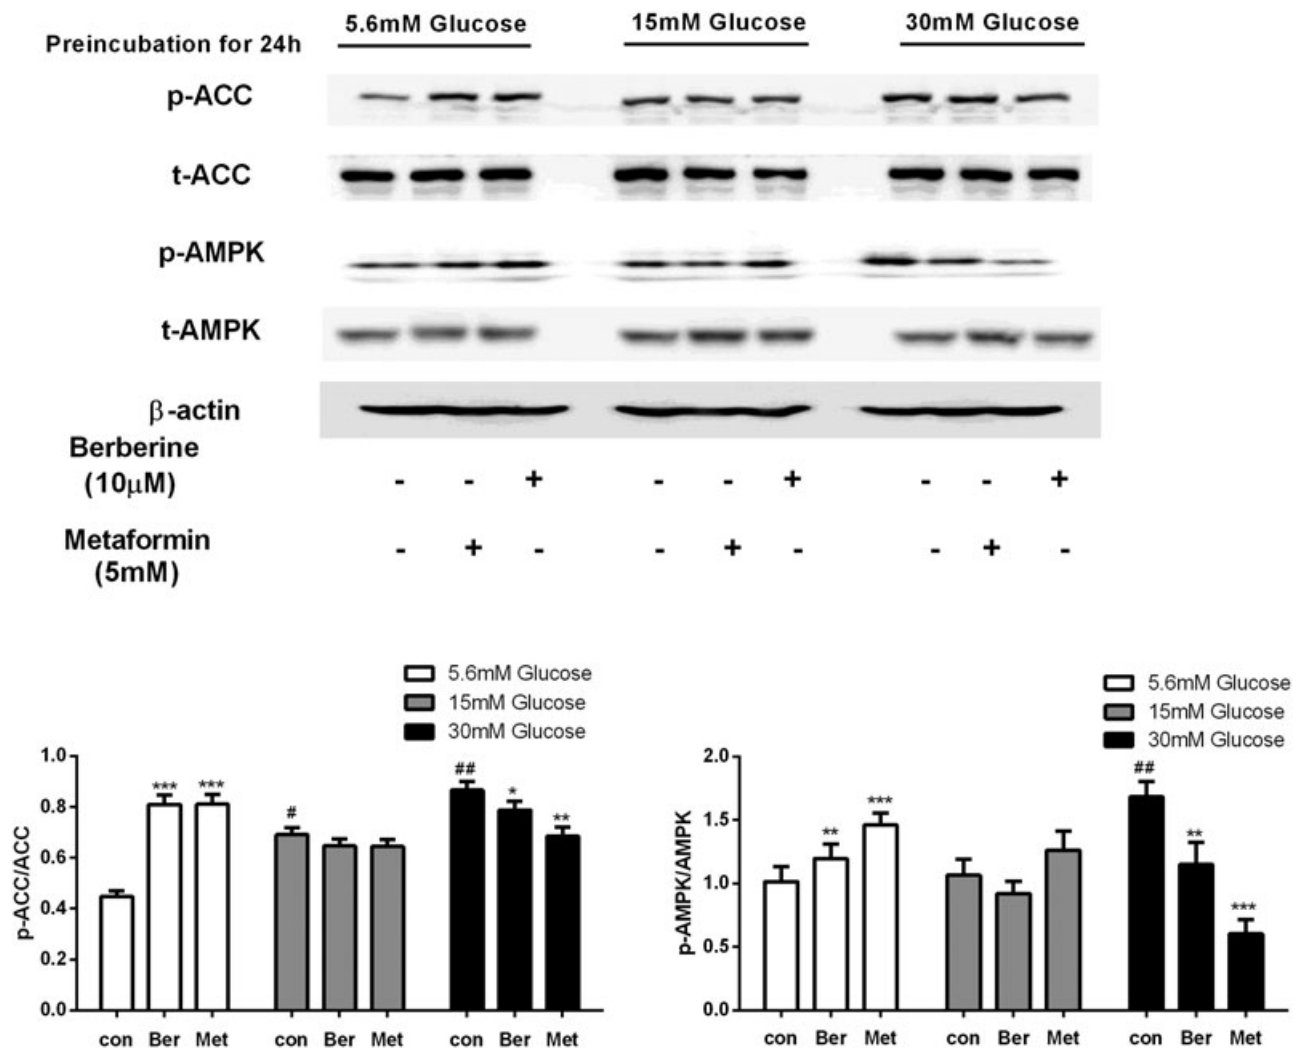 5.6mM Glucose 15mM Glucose 30mM Glucose
Preincubation for 24h
p-ACC
t-ACC
p-AMPK
t-AMPK
β-actin
Berberine
(10μM) - - + - - + - - +
Metaformin
(5mM) - + - - + - - + -
5.6mM Glucose
15mM Glucose
30mM Glucose
p-ACC/ACC
1.0
0.8
0.6
0.4
0.2
0.0
*** *** # ## * **
con Ber Met con Ber Met con Ber Met
5.6mM Glucose
15mM Glucose
30mM Glucose
p-AMPK/AMPK
2.0
1.5
1.0
0.5
0.0
** *** ## ** ***
con Ber Met con Ber Met con Ber Met